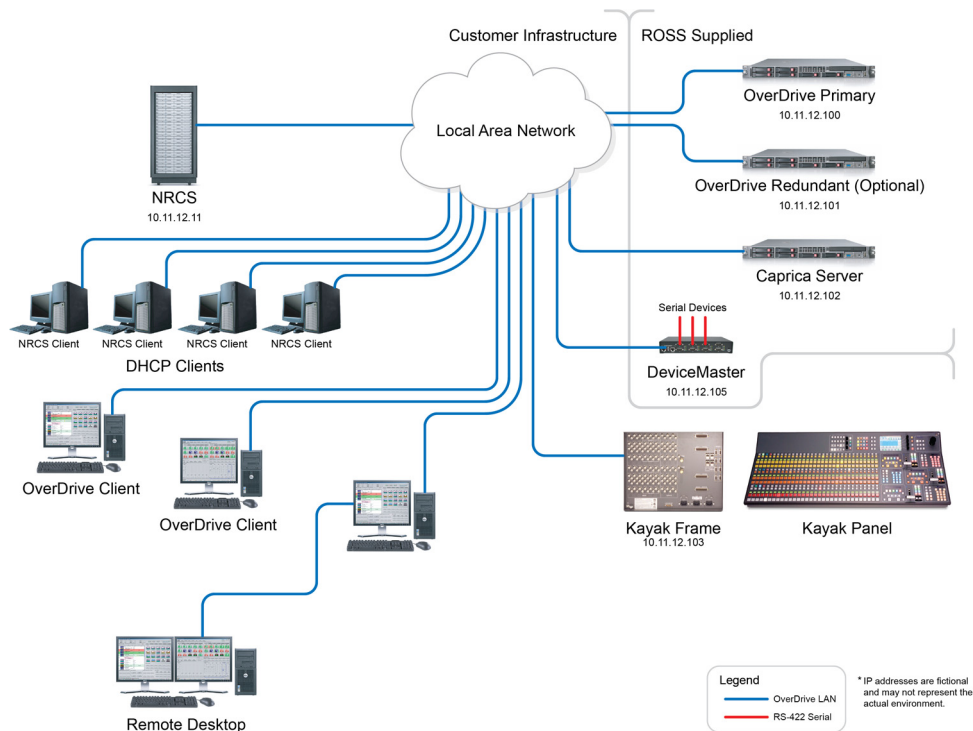 Customer Infrastructure
ROSS Supplied
Local Area Network
OverDrive Primary
10.11.12.100
OverDrive Redundant (Optional)
10.11.12.101
NRCS
10.11.12.11
Caprica Server
10.11.12.102
Serial Devices
NRCS Client
NRCS Client
NRCS Client
NRCS Client
DHCP Clients
DeviceMaster
10.11.12.105
OverDrive Client
OverDrive Client
Kayak Frame
10.11.12.103
Kayak Panel
Remote Desktop
Legend
OverDrive LAN
RS-422 Serial
* IP addresses are fictional
and may not represent the
actual environment.